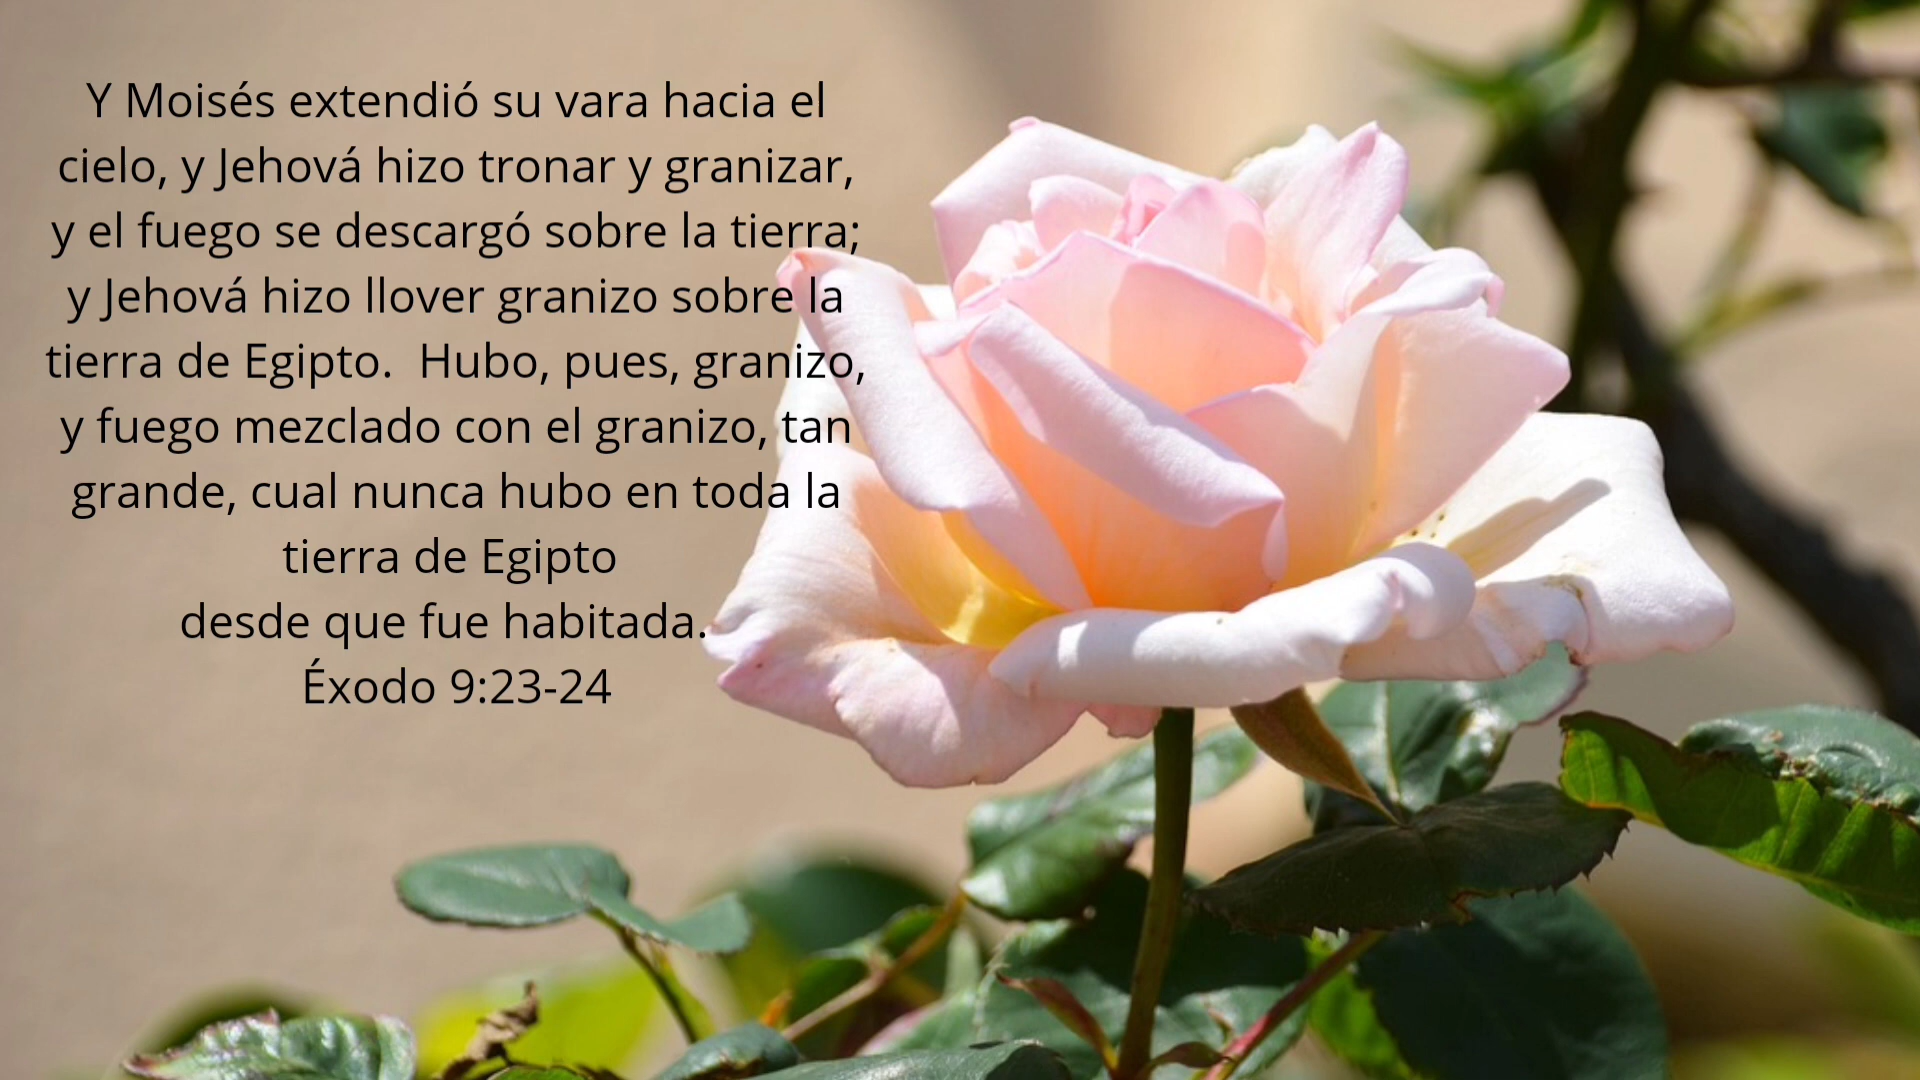 Y Moisés extendió su vara hacia el
cielo, y Jehová hizo tronar y granizar,
y el fuego se descargó sobre la tierra;
y Jehová hizo llover granizo sobre la
tierra de Egipto.  Hubo, pues, granizo,
y fuego mezclado con el granizo, tan
grande, cual nunca hubo en toda la
tierra de Egipto
desde que fue habitada.
Éxodo 9:23-24